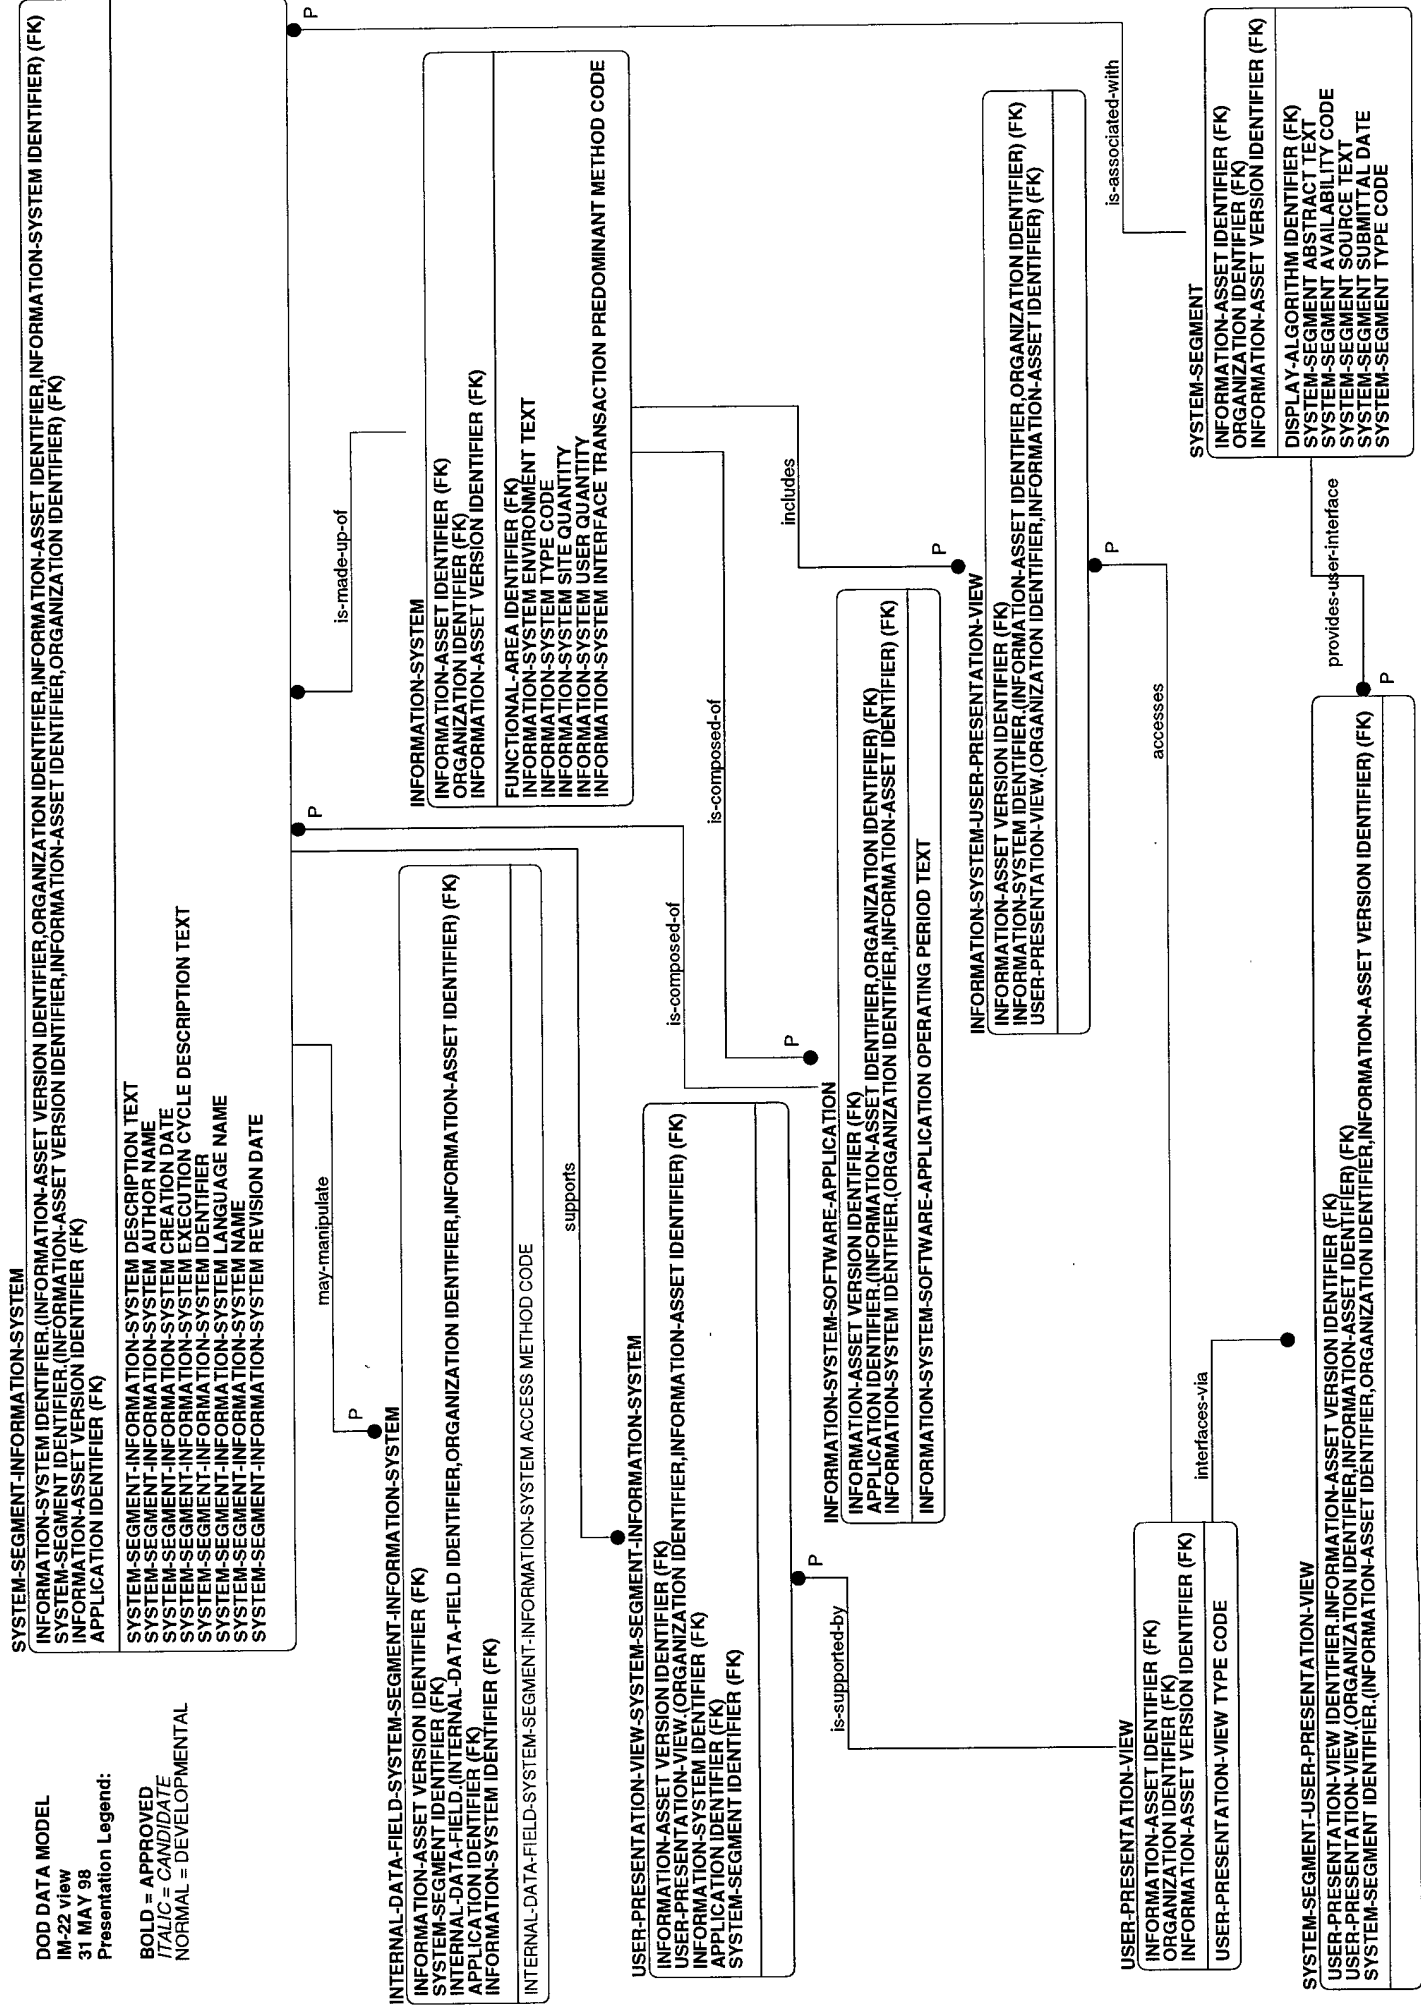 DOD DATA MODEL
IM-22 view
31 MAY 98
Presentation Legend:
BOLD = APPROVED
ITALIC = CANDIDATE
NORMAL = DEVELOPMENTAL
SYSTEM-SEGMENT-INFORMATION-SYSTEM
INFORMATION-SYSTEM IDENTIFIER.(INFORMATION-ASSET VERSION IDENTIFIER,ORGANIZATION IDENTIFIER,INFORMATION-ASSET IDENTIFIER,INFORMATION-SYSTEM IDENTIFIER) (FK)
SYSTEM-SEGMENT IDENTIFIER.(INFORMATION-ASSET VERSION IDENTIFIER,INFORMATION-ASSET IDENTIFIER,ORGANIZATION IDENTIFIER) (FK)
INFORMATION-ASSET VERSION IDENTIFIER (FK)
APPLICATION IDENTIFIER (FK)
SYSTEM-SEGMENT-INFORMATION-SYSTEM DESCRIPTION TEXT
SYSTEM-SEGMENT-INFORMATION-SYSTEM AUTHOR NAME
SYSTEM-SEGMENT-INFORMATION-SYSTEM CREATION DATE
SYSTEM-SEGMENT-INFORMATION-SYSTEM EXECUTION CYCLE DESCRIPTION TEXT
SYSTEM-SEGMENT-INFORMATION-SYSTEM IDENTIFIER
SYSTEM-SEGMENT-INFORMATION-SYSTEM LANGUAGE NAME
SYSTEM-SEGMENT-INFORMATION-SYSTEM NAME
SYSTEM-SEGMENT-INFORMATION-SYSTEM REVISION DATE
may-manipulate
P
supports
P
is-made-up-of
P
INTERNAL-DATA-FIELD-SYSTEM-SEGMENT-INFORMATION-SYSTEM
INFORMATION-ASSET VERSION IDENTIFIER (FK)
SYSTEM-SEGMENT IDENTIFIER (FK)
INTERNAL-DATA-FIELD.(INTERNAL-DATA-FIELD IDENTIFIER,ORGANIZATION IDENTIFIER,INFORMATION-ASSET IDENTIFIER) (FK)
APPLICATION IDENTIFIER (FK)
INFORMATION-SYSTEM IDENTIFIER (FK)
INTERNAL-DATA-FIELD-SYSTEM-SEGMENT-INFORMATION-SYSTEM ACCESS METHOD CODE
INFORMATION-SYSTEM
INFORMATION-ASSET IDENTIFIER (FK)
ORGANIZATION IDENTIFIER (FK)
INFORMATION-ASSET VERSION IDENTIFIER (FK)
FUNCTIONAL-AREA IDENTIFIER (FK)
INFORMATION-SYSTEM ENVIRONMENT TEXT
INFORMATION-SYSTEM TYPE CODE
INFORMATION-SYSTEM SITE QUANTITY
INFORMATION-SYSTEM USER QUANTITY
INFORMATION-SYSTEM INTERFACE TRANSACTION PREDOMINANT METHOD CODE
USER-PRESENTATION-VIEW-SYSTEM-SEGMENT-INFORMATION-SYSTEM
INFORMATION-ASSET VERSION IDENTIFIER (FK)
USER-PRESENTATION-VIEW.(ORGANIZATION IDENTIFIER,INFORMATION-ASSET IDENTIFIER) (FK)
INFORMATION-SYSTEM IDENTIFIER (FK)
APPLICATION IDENTIFIER (FK)
SYSTEM-SEGMENT IDENTIFIER (FK)
is-composed-of
is-composed-of
P
includes
P
is-supported-by
P
INFORMATION-SYSTEM-SOFTWARE-APPLICATION
INFORMATION-ASSET VERSION IDENTIFIER (FK)
APPLICATION IDENTIFIER.(INFORMATION-ASSET IDENTIFIER,ORGANIZATION IDENTIFIER) (FK)
INFORMATION-SYSTEM IDENTIFIER.(ORGANIZATION IDENTIFIER,INFORMATION-ASSET IDENTIFIER) (FK)
INFORMATION-SYSTEM-SOFTWARE-APPLICATION OPERATING PERIOD TEXT
INFORMATION-SYSTEM-USER-PRESENTATION-VIEW
INFORMATION-ASSET VERSION IDENTIFIER (FK)
INFORMATION-SYSTEM IDENTIFIER.(INFORMATION-ASSET IDENTIFIER,ORGANIZATION IDENTIFIER) (FK)
USER-PRESENTATION-VIEW.(ORGANIZATION IDENTIFIER,INFORMATION-ASSET IDENTIFIER) (FK)
is-associated-with
P
accesses
USER-PRESENTATION-VIEW
INFORMATION-ASSET IDENTIFIER (FK)
ORGANIZATION IDENTIFIER (FK)
INFORMATION-ASSET VERSION IDENTIFIER (FK)
USER-PRESENTATION-VIEW TYPE CODE
interfaces-via
SYSTEM-SEGMENT
INFORMATION-ASSET IDENTIFIER (FK)
ORGANIZATION IDENTIFIER (FK)
INFORMATION-ASSET VERSION IDENTIFIER (FK)
DISPLAY-ALGORITHM IDENTIFIER (FK)
SYSTEM-SEGMENT ABSTRACT TEXT
SYSTEM-SEGMENT AVAILABILITY CODE
SYSTEM-SEGMENT SOURCE TEXT
SYSTEM-SEGMENT SUBMITTAL DATE
SYSTEM-SEGMENT TYPE CODE
provides-user-interface
P
SYSTEM-SEGMENT-USER-PRESENTATION-VIEW
USER-PRESENTATION-VIEW IDENTIFIER.INFORMATION-ASSET VERSION IDENTIFIER (FK)
USER-PRESENTATION-VIEW.(ORGANIZATION IDENTIFIER,INFORMATION-ASSET IDENTIFIER) (FK)
SYSTEM-SEGMENT IDENTIFIER.(INFORMATION-ASSET IDENTIFIER,ORGANIZATION IDENTIFIER,INFORMATION-ASSET VERSION IDENTIFIER) (FK)